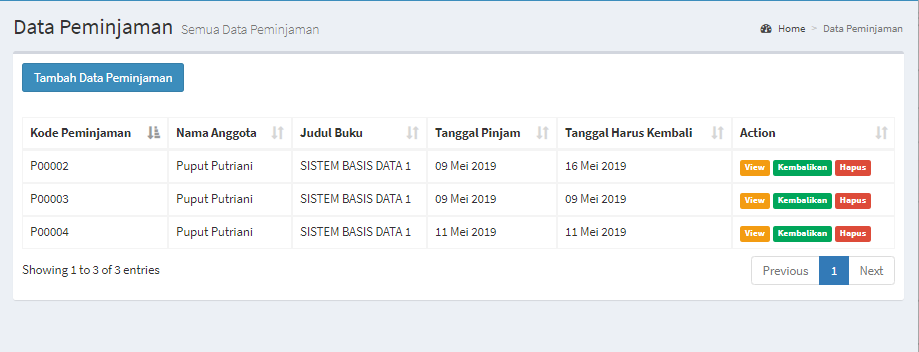 Data Peminjaman Semua Data Peminjaman Home > Data Peminjaman
Tambah Data Peminjaman
Kode Peminjaman Nama Anggota Judul Buku Tanggal Pinjam Tanggal Harus Kembali Action
P00002 Puput Putriani SISTEM BASIS DATA 1 09 Mei 2019 16 Mei 2019 View Kembalikan Hapus
P00003 Puput Putriani SISTEM BASIS DATA 1 09 Mei 2019 09 Mei 2019 View Kembalikan Hapus
P00004 Puput Putriani SISTEM BASIS DATA 1 11 Mei 2019 11 Mei 2019 View Kembalikan Hapus
Showing 1 to 3 of 3 entries Previous 1 Next